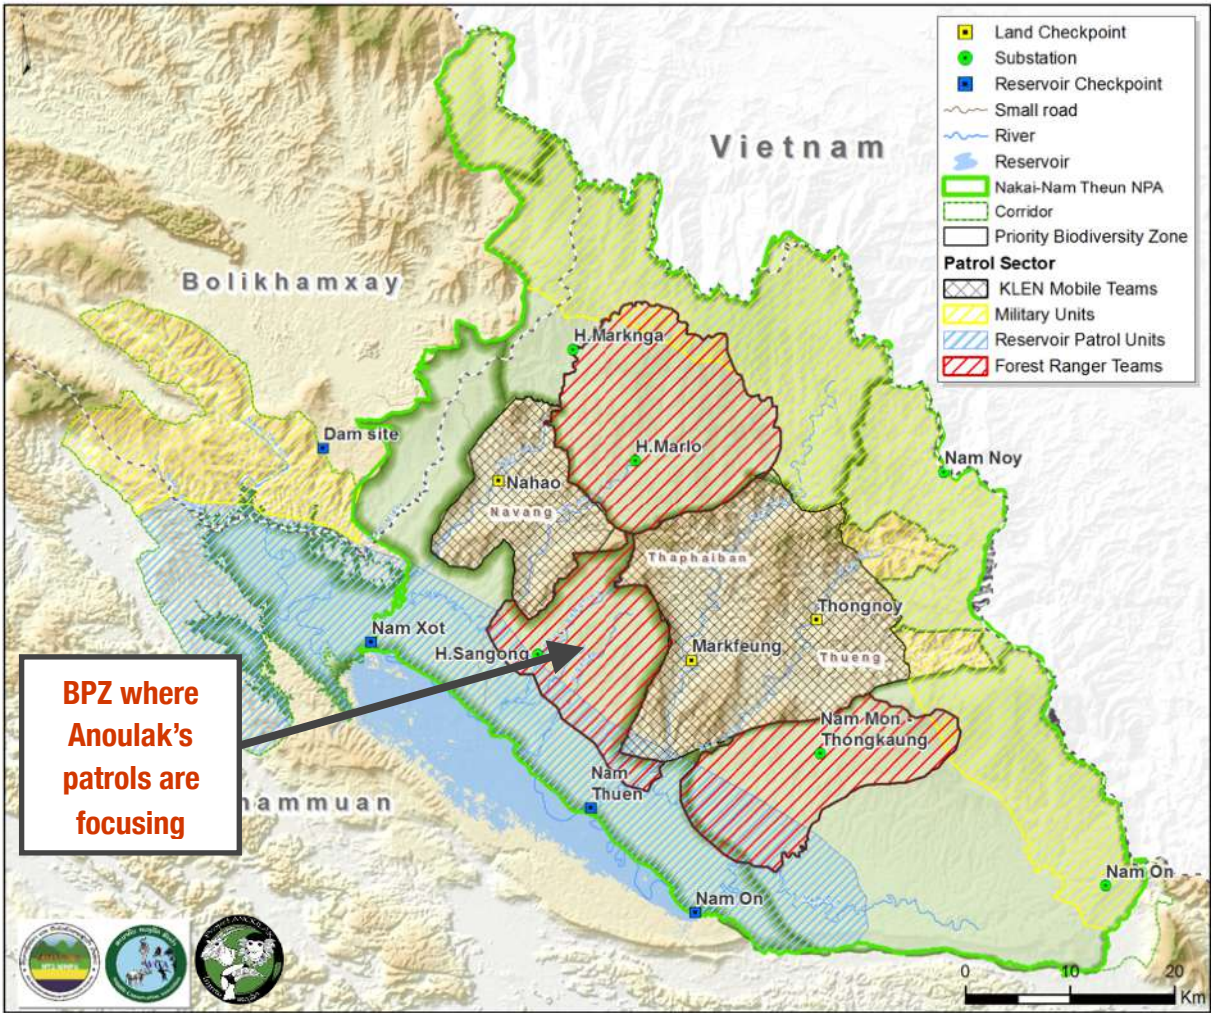 Land Checkpoint
Substation
Reservoir Checkpoint
Small road
River
Reservoir
Nakai-Nam Theun NPA
Corridor
Priority Biodiversity Zone
Patrol Sector
KLEN Mobile Teams
Military Units
Reservoir Patrol Units
Forest Ranger Teams
Vietnam
Bolikhamxay
H.Marknga
Dam site
H.Marlo
Nam Noy
Nahao
Navang
Thaphaiban
Thongnoy
Nam Xot
H.Sangong
Markfeung
Thueng
BPZ where
Anoulak's
patrols are
focusing
Nam Mon -
Thongkaung
Nam
Thuen
hammuan
Nam On
Nam On
0 10 20
Km